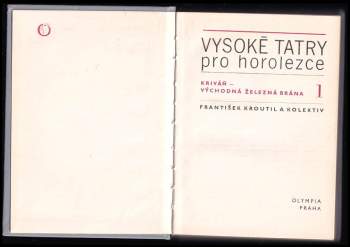 VYSOKÉ TATRY
pro horolezce
KRIVÁŇ –
VÝCHODNÁ ŽELEZNÁ BRÁNA 1
FRANTIŠEK KROUTIL A KOLEKTIV
OLYMPIA
PRAHA